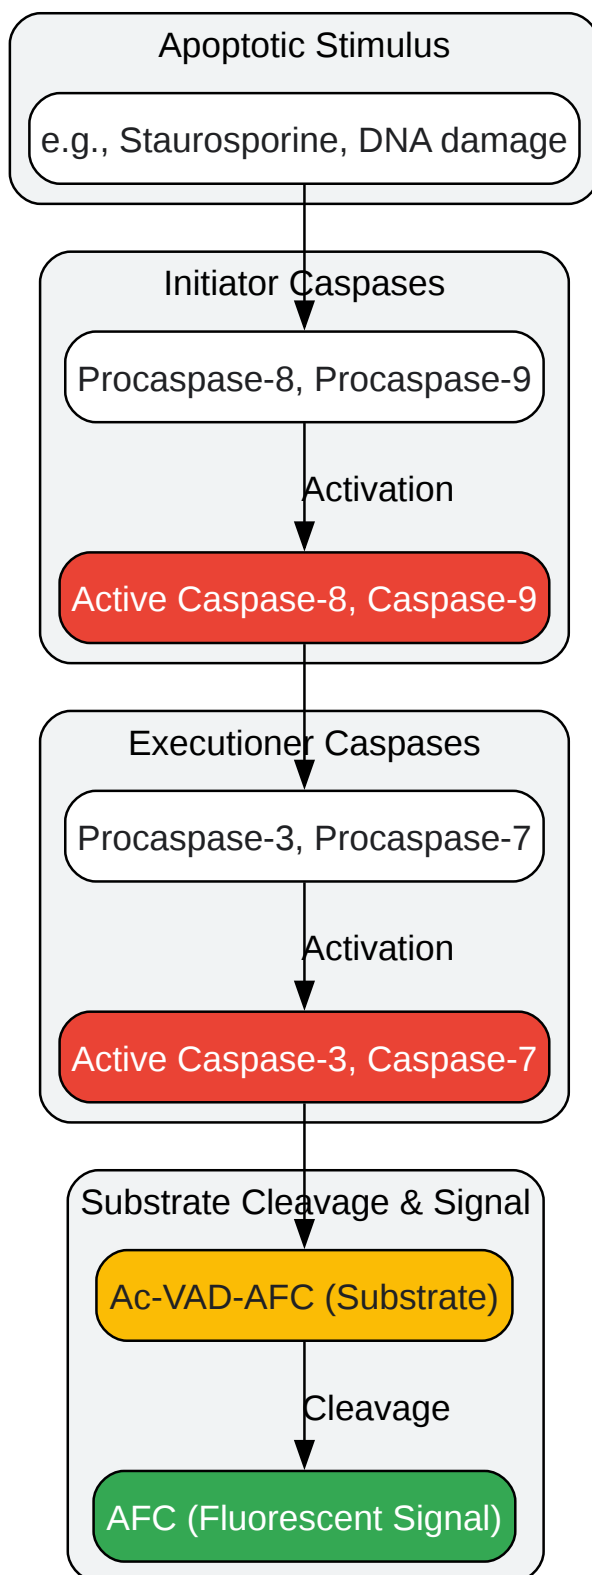 Apoptotic Stimulus
e.g., Staurosporine, DNA damage
Initiator Caspases
Procaspase-8, Procaspase-9
Activation
Active Caspase-8, Caspase-9
Executioner Caspases
Procaspase-3, Procaspase-7
Activation
Active Caspase-3, Caspase-7
Substrate Cleavage & Signal
Ac-VAD-AFC (Substrate)
Cleavage
AFC (Fluorescent Signal)